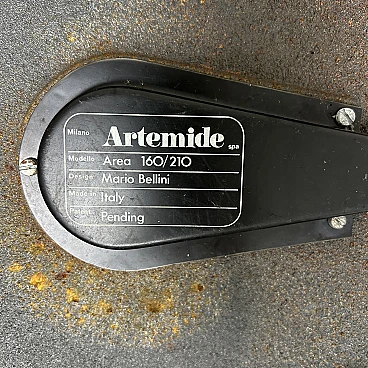 Milano Artemide spa
Modello Area 160/210
Design Mario Bellini
Made in Italy
Patent Pending